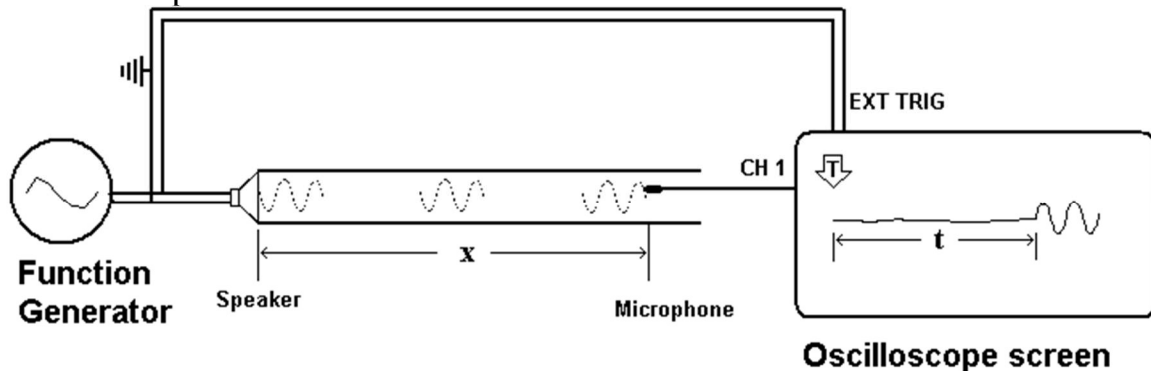 EXT TRIG
CH 1
T
t
x
Function
Generator
Speaker
Microphone
Oscilloscope screen